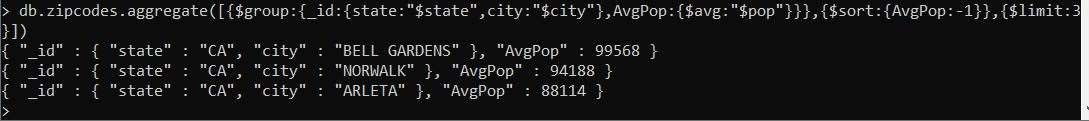 > db.zipcodes.aggregate([{$group:{_id:{state:"$state",city:"$city"},AvgPop:{$avg:"$pop"}}},{$sort:{AvgPop:-1}},{$limit:3
}])
{ "_id" : { "state" : "CA", "city" : "BELL GARDENS" }, "AvgPop" : 99568 }
{ "_id" : { "state" : "CA", "city" : "NORWALK" }, "AvgPop" : 94188 }
{ "_id" : { "state" : "CA", "city" : "ARLETA" }, "AvgPop" : 88114 }
>